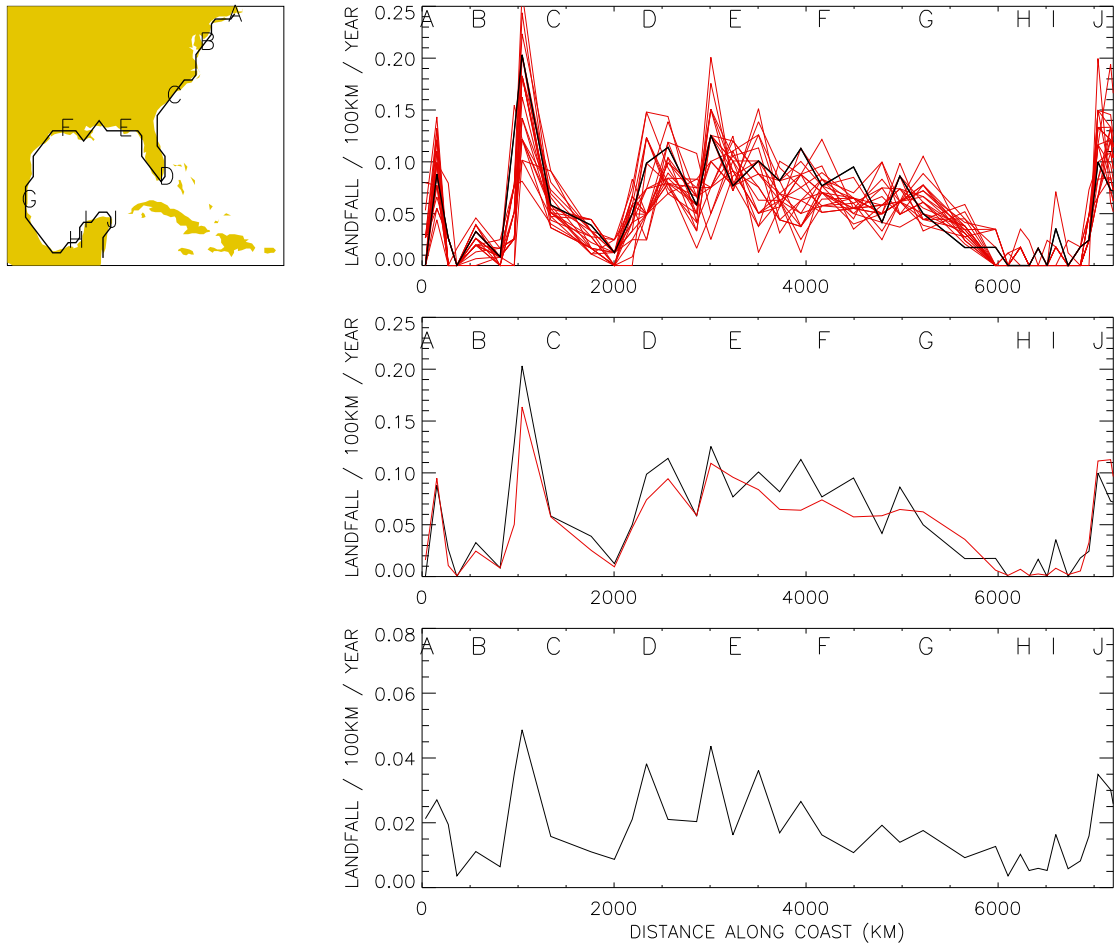 A
B
C
F E
D
G
H I J
LANDFALL / 100KM / YEAR
0.25
0.20
0.15
0.10
0.05
0.00
A B C D E F G H I J
0 2000 4000 6000
LANDFALL / 100KM / YEAR
0.25
0.20
0.15
0.10
0.05
0.00
A B C D E F G H I J
0 2000 4000 6000
LANDFALL / 100KM / YEAR
0.08
0.06
0.04
0.02
0.00
A B C D E F G H I J
0 2000 4000 6000
DISTANCE ALONG COAST (KM)